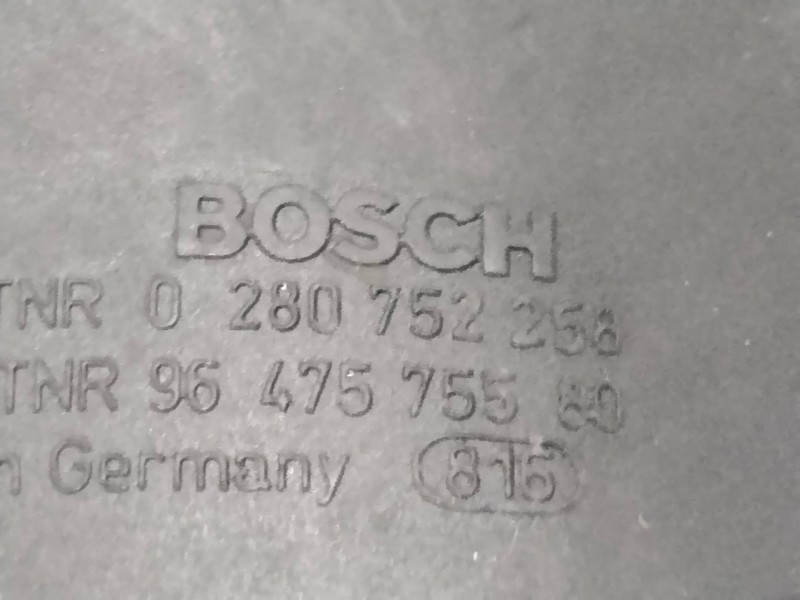 BOSCH
TNR 0 280 752 258
TNR 96 475 755 80
n Germany 816